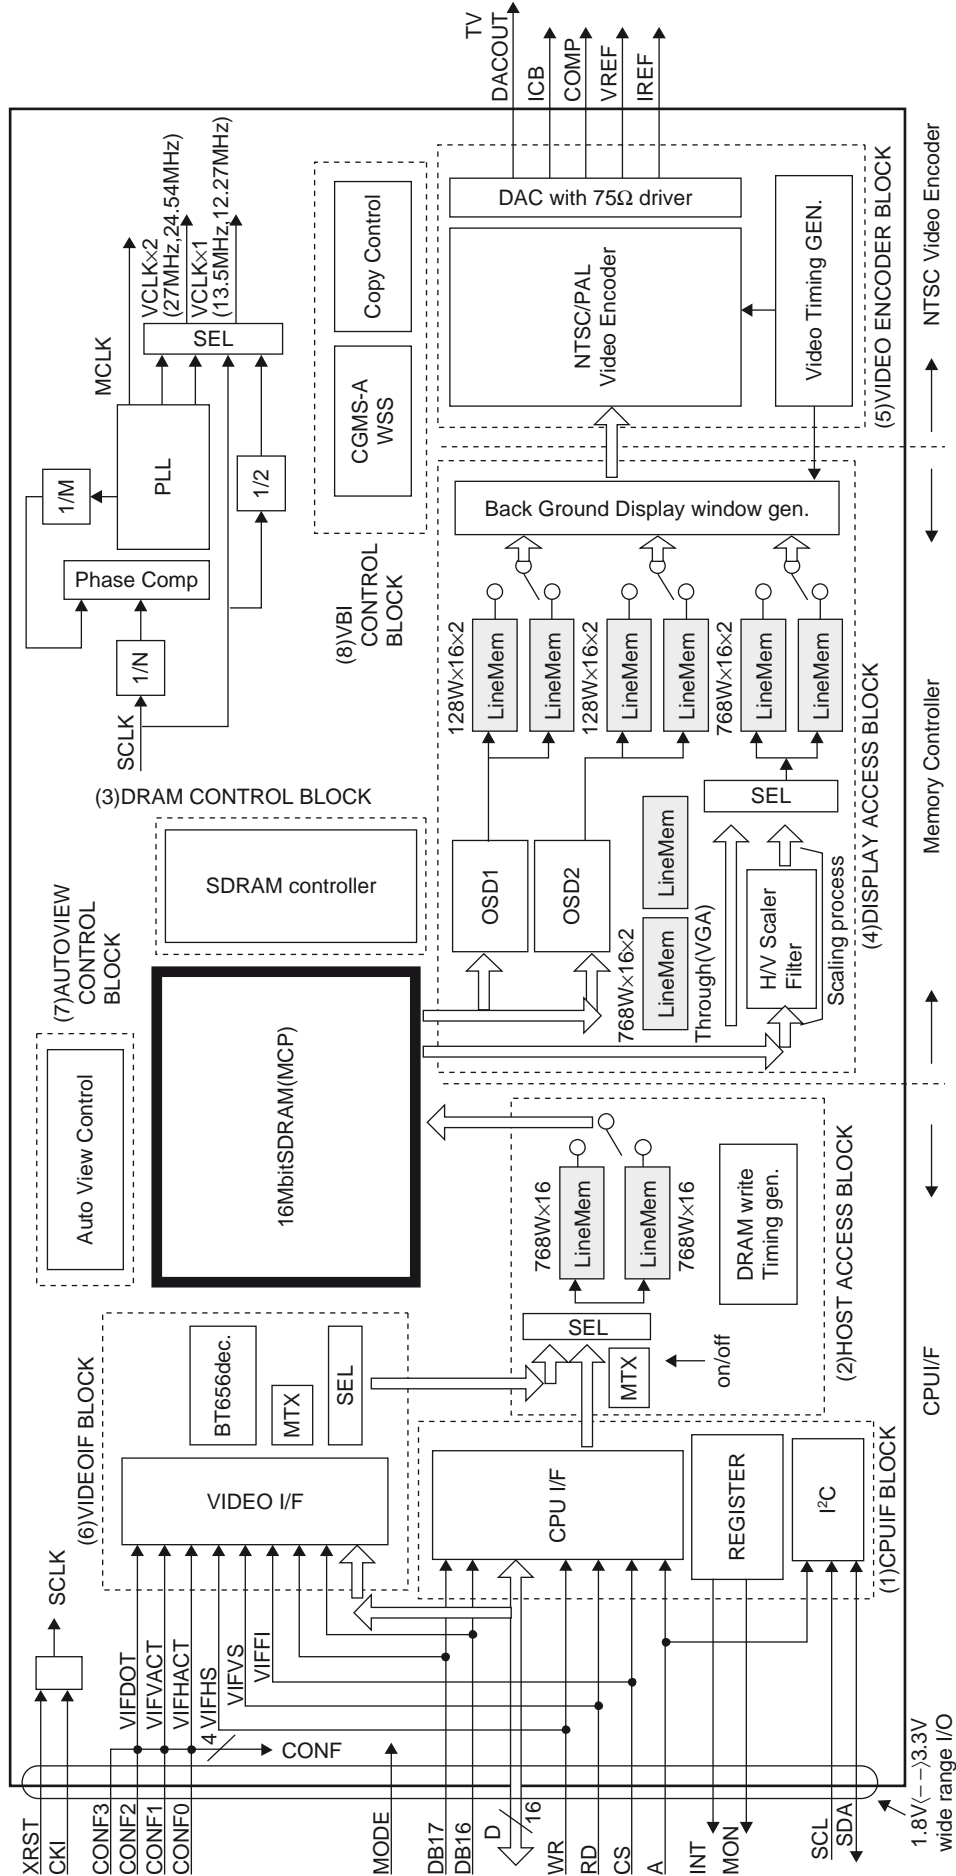 XRST
CKI
CONF3
CONF2
CONF1
CONF0
MODE
DB17
DB16
D
16
WR
RD
CS
A
INT
MON
SCL
SDA
1.8V⟨−−⟩3.3V
wide range I/O
SCLK
VIFDOT
VIFVACT
VIFHACT
4
VIFHS
VIFVS
VIFFI
CONF
(6)VIDEOIF BLOCK
VIDEO I/F
BT656dec.
MTX
SEL
(1)CPUIF BLOCK
CPU I/F
REGISTER
I²C
(7)AUTOVIEW
CONTROL
BLOCK
Auto View Control
16MbitSDRAM(MCP)
(2)HOST ACCESS BLOCK
SEL
MTX
on/off
768W×16
LineMem
LineMem
768W×16
DRAM write
Timing gen.
(3)DRAM CONTROL BLOCK
SDRAM controller
SCLK
1/N
Phase Comp
1/M
PLL
1/2
MCLK
SEL
VCLK×2
(27MHz,24.54MHz)
VCLK×1
(13.5MHz,12.27MHz)
(8)VBI
CONTROL
BLOCK
CGMS-A
WSS
Copy Control
(4)DISPLAY ACCESS BLOCK
OSD1
OSD2
768W×16×2
LineMem
LineMem
Through(VGA)
H/V Scaler
Filter
Scaling process
SEL
128W×16×2
LineMem
LineMem
128W×16×2
LineMem
LineMem
768W×16×2
LineMem
LineMem
Back Ground Display window gen.
(5)VIDEO ENCODER BLOCK
NTSC/PAL
Video Encoder
DAC with 75Ω driver
Video Timing GEN.
TV
DACOUT
ICB
COMP
VREF
IREF
CPUI/F
Memory Controller
NTSC Video Encoder